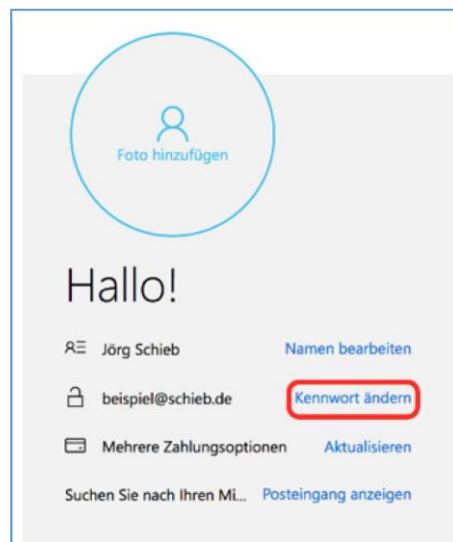 Foto hinzufügen
Hallo!
Jörg Schieb Namen bearbeiten
beispiel@schieb.de Kennwort ändern
Mehrere Zahlungsoptionen Aktualisieren
Suchen Sie nach Ihren Mi... Posteingang anzeigen